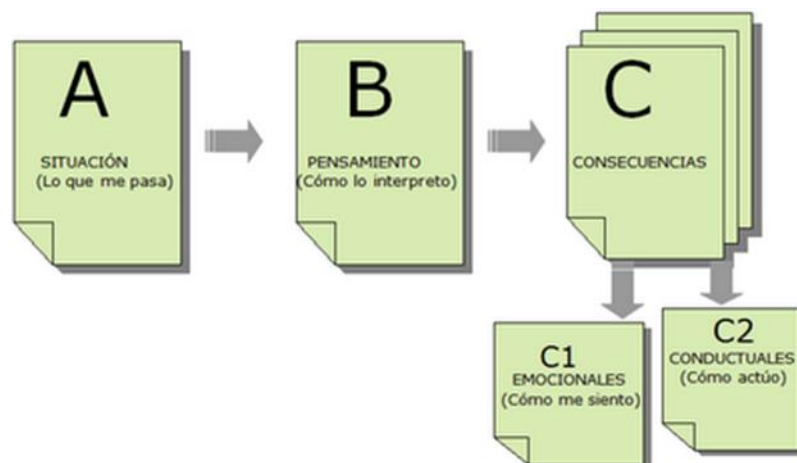 A
SITUACIÓN
(Lo que me pasa)
B
PENSAMIENTO
(Cómo lo interpreto)
C
CONSECUENCIAS
C1
EMOCIONALES
(Cómo me siento)
C2
CONDUCTUALES
(Cómo actúo)